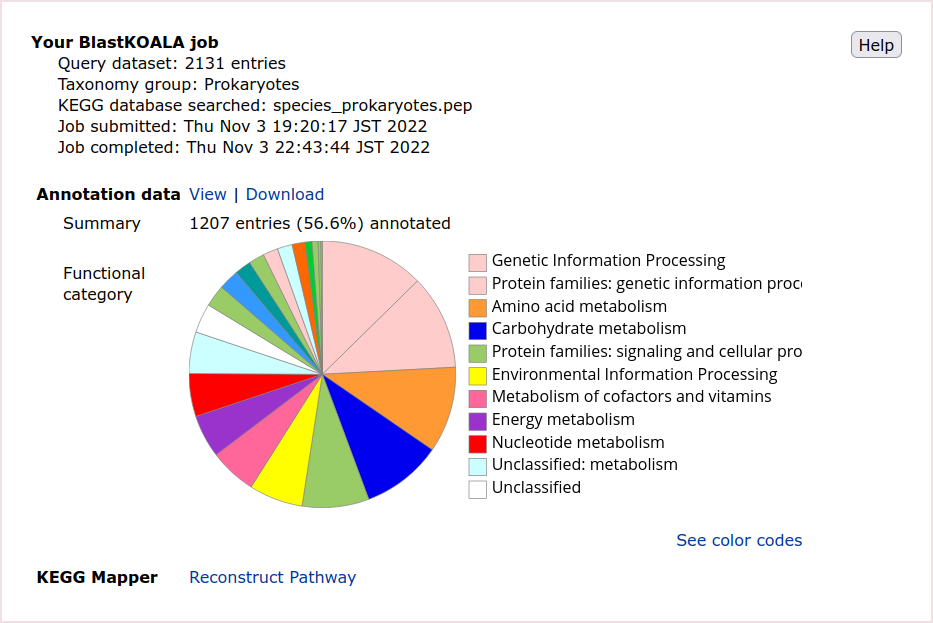 Your BlastKOALA job
Help
Query dataset: 2131 entries
Taxonomy group: Prokaryotes
KEGG database searched: species_prokaryotes.pep
Job submitted: Thu Nov 3 19:20:17 JST 2022
Job completed: Thu Nov 3 22:43:44 JST 2022
Annotation data View | Download
Summary 1207 entries (56.6%) annotated
Functional category
Genetic Information Processing
Protein families: genetic information proc
Amino acid metabolism
Carbohydrate metabolism
Protein families: signaling and cellular pro
Environmental Information Processing
Metabolism of cofactors and vitamins
Energy metabolism
Nucleotide metabolism
Unclassified: metabolism
Unclassified
See color codes
KEGG Mapper Reconstruct Pathway